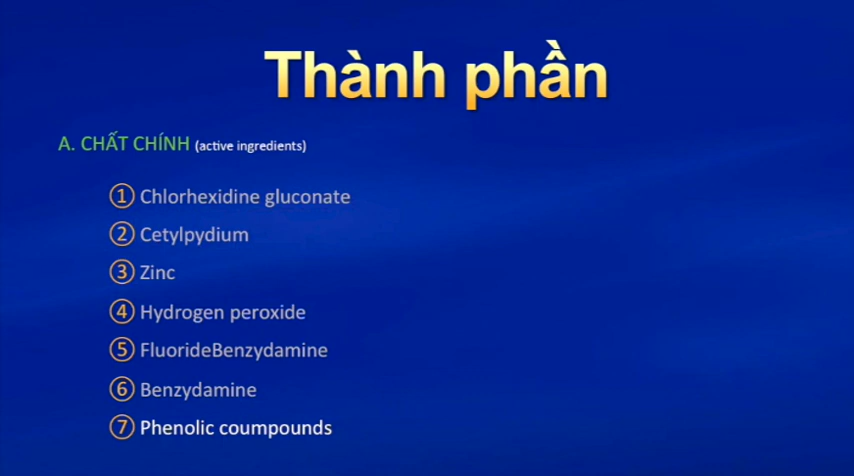 Thành phần
A. CHẤT CHÍNH (active ingredients)
① Chlorhexidine gluconate
② Cetylpydium
③ Zinc
④ Hydrogen peroxide
⑤ FluorideBenzydamine
⑥ Benzydamine
⑦ Phenolic coumpounds